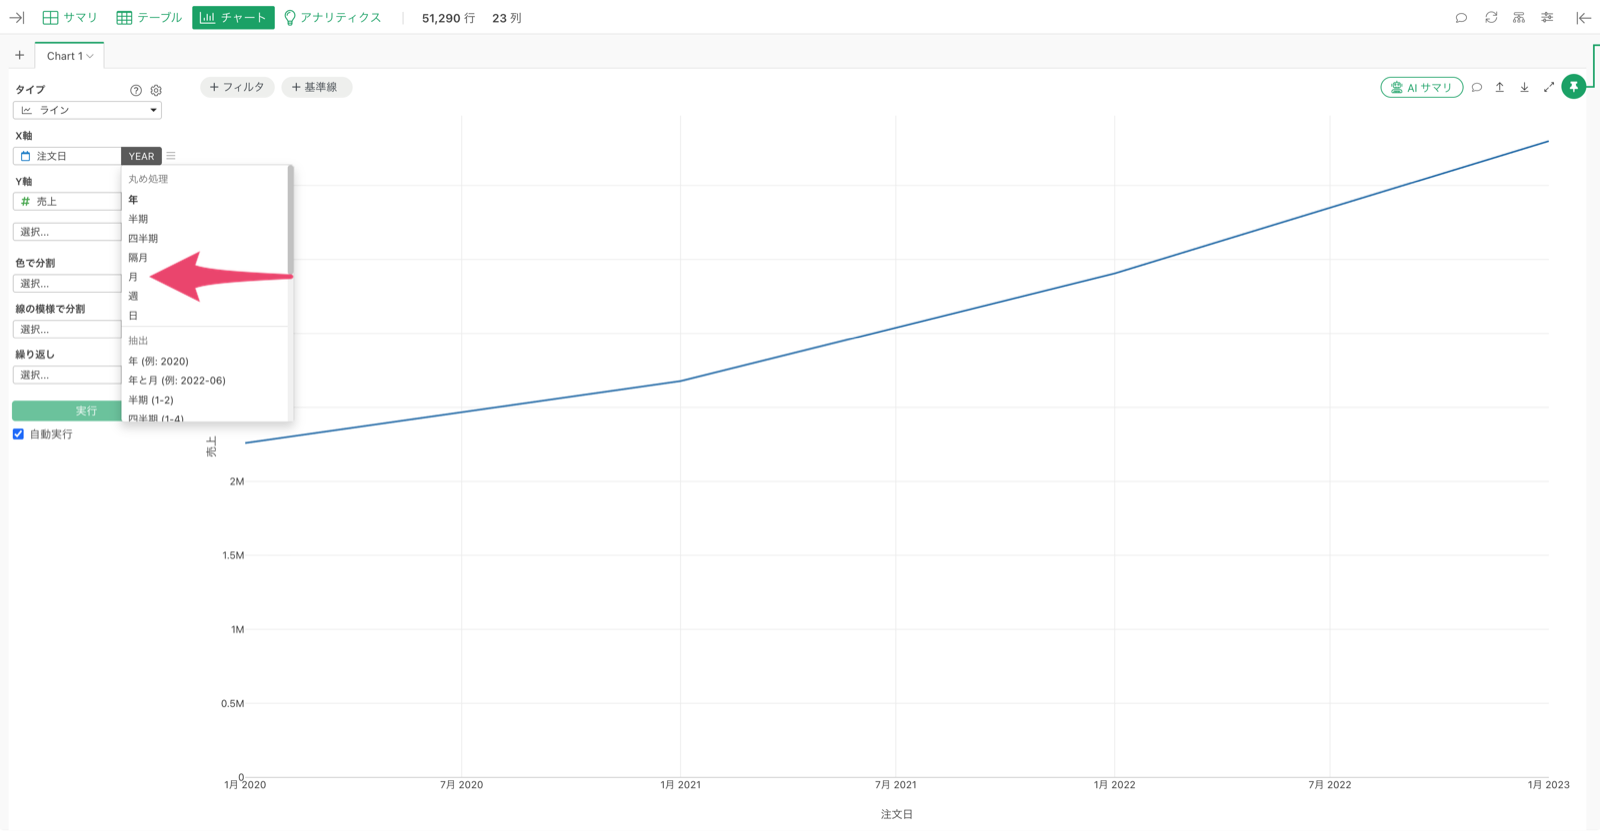 サマリ テーブル チャート アナリティクス 51,290 行 23 列
+ Chart 1
タイプ
+ フィルタ + 基準線 AI サマリ
ライン
X軸
注文日 YEAR
Y軸
# 売上
選択...
色で分割
選択...
線の模様で分割
選択...
繰り返し
選択...
実行
自動実行
丸め処理
年
半期
四半期
隔月
月
週
日
抽出
年 (例: 2020)
年と月 (例: 2022-06)
半期 (1-2)
四半期 (1-4)
売上
2M
1.5M
1M
0.5M
0
1月 2020 7月 2020 1月 2021 7月 2021 1月 2022 7月 2022 1月 2023
注文日